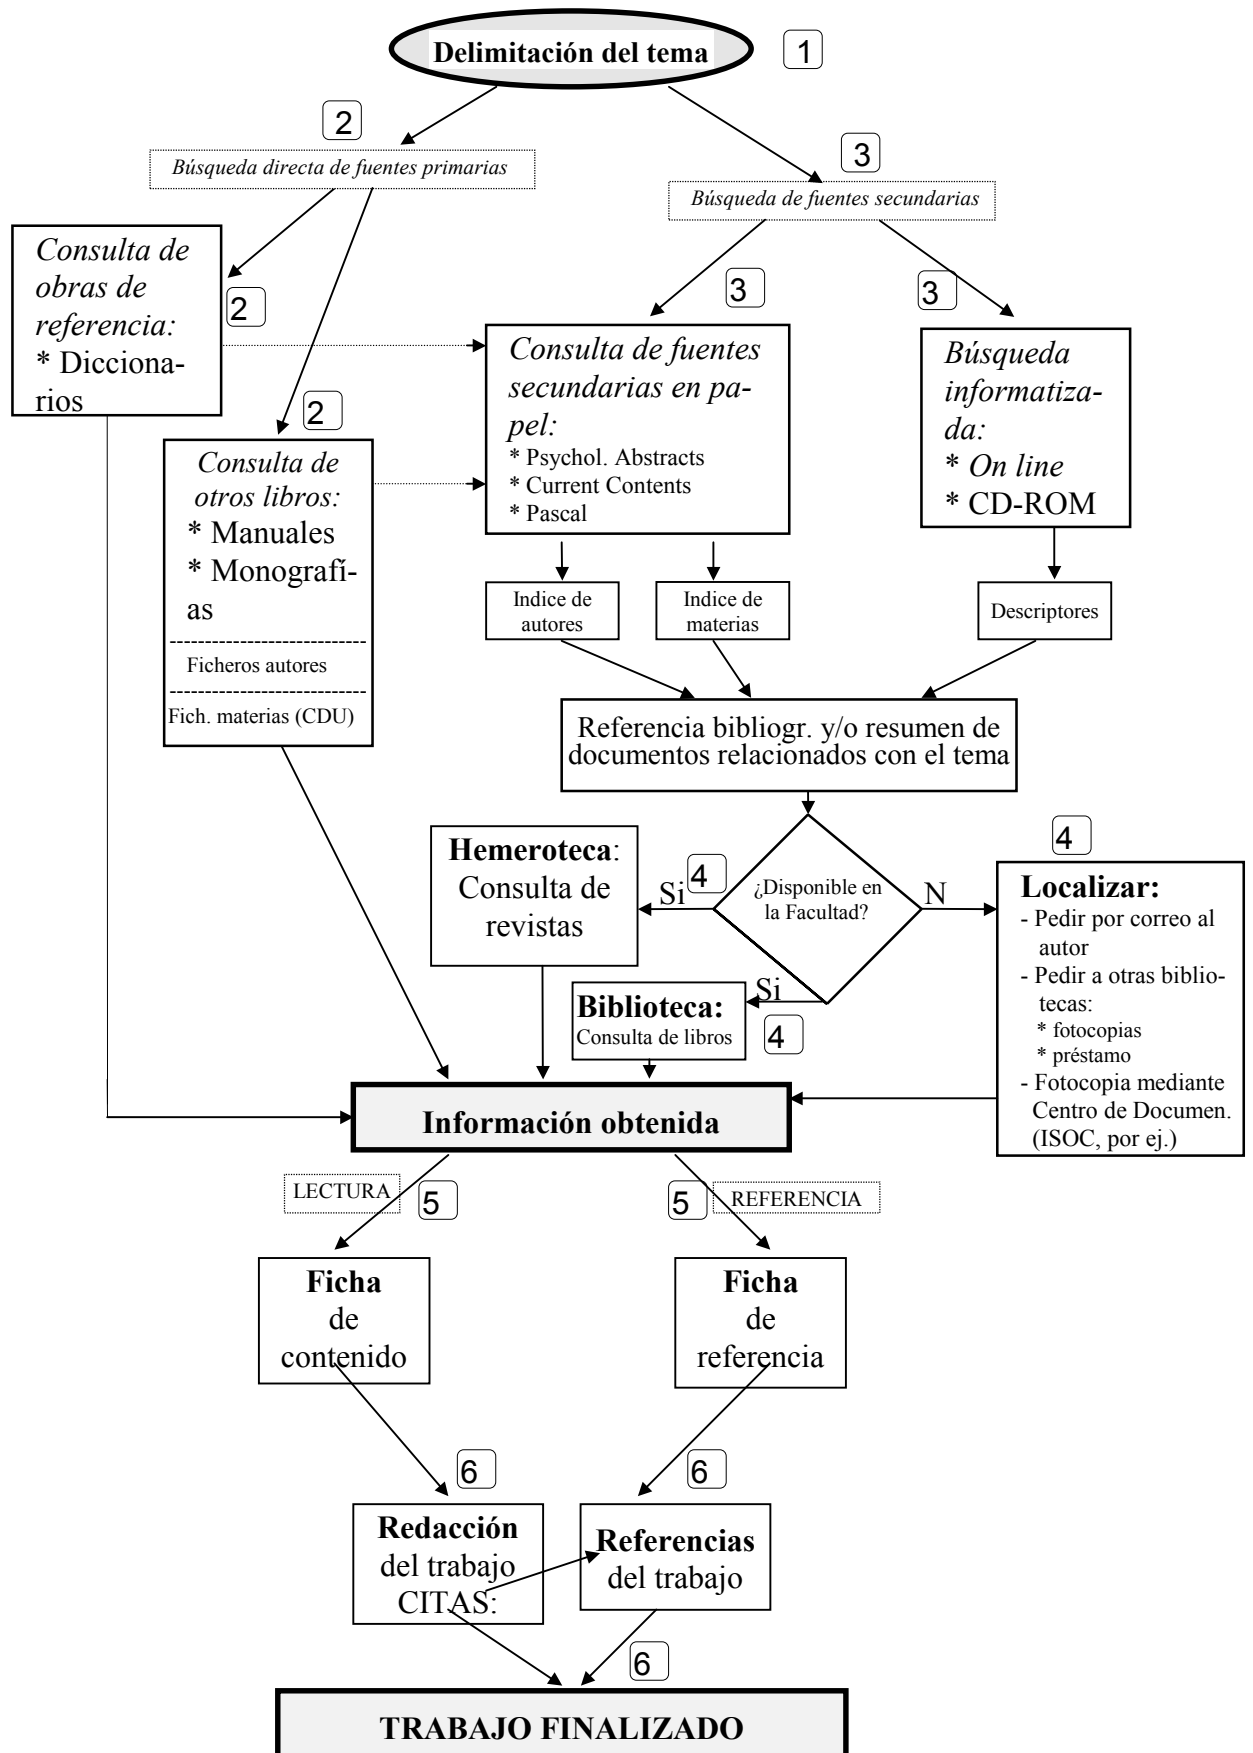 Delimitación del tema
1
2
Búsqueda directa de fuentes primarias
3
Búsqueda de fuentes secundarias
Consulta de
obras de
referencia:
* Dicciona-
rios
2
2
Consulta de
otros libros:
* Manuales
* Monografí-
as
Ficheros autores
Fich. materias (CDU)
3
Consulta de fuentes
secundarias en pa-
pel:
* Psychol. Abstracts
* Current Contents
* Pascal
3
Búsqueda
informatiza-
da:
* On line
* CD-ROM
Indice de
autores
Indice de
materias
Descriptores
Referencia bibliogr. y/o resumen de
documentos relacionados con el tema
¿Disponible en
la Facultad?
Si
4
Hemeroteca:
Consulta de
revistas
Si
4
Biblioteca:
Consulta de libros
N
4
Localizar:
- Pedir por correo al
autor
- Pedir a otras biblio-
tecas:
* fotocopias
* préstamo
- Fotocopia mediante
Centro de Documen.
(ISOC, por ej.)
Información obtenida
LECTURA
5
5
REFERENCIA
Ficha
de
contenido
Ficha
de
referencia
6
6
Redacción
del trabajo
CITAS:
Referencias
del trabajo
6
TRABAJO FINALIZADO